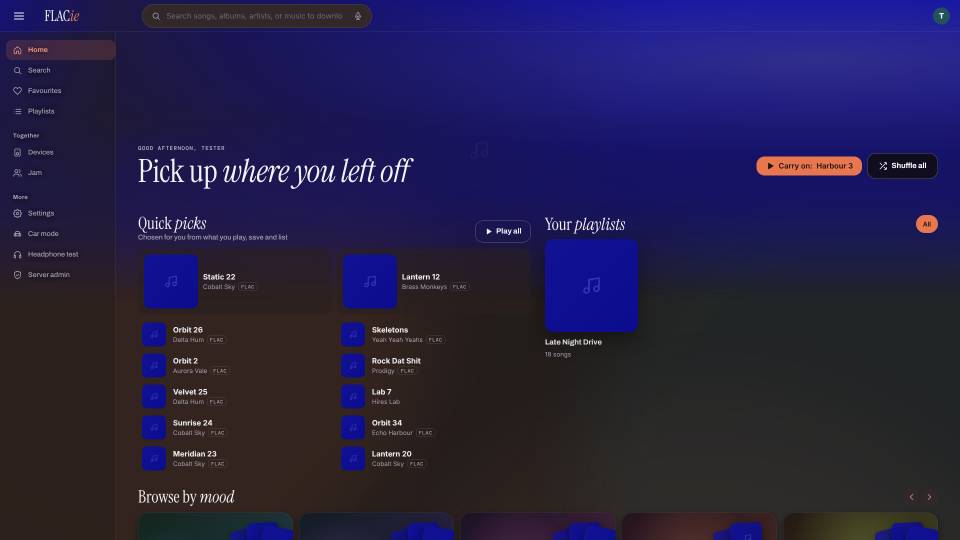 FLACie
Search songs, albums, artists, or music to downlo
T
Home
Search
Favourites
Playlists
Together
Devices
Jam
More
Settings
Car mode
Headphone test
Server admin
GOOD AFTERNOON, TESTER
Pick up where you left off
Carry on: Harbour 3
Shuffle all
Quick picks
Chosen for you from what you play, save and list
Play all
Static 22
Cobalt Sky FLAC
Lantern 12
Brass Monkeys FLAC
Orbit 26
Delta Hum FLAC
Skeletons
Yeah Yeah Yeahs FLAC
Orbit 2
Aurora Vale FLAC
Rock Dat Shit
Prodigy FLAC
Velvet 25
Delta Hum FLAC
Lab 7
Hires Lab
Sunrise 24
Cobalt Sky FLAC
Orbit 34
Echo Harbour FLAC
Meridian 23
Cobalt Sky FLAC
Lantern 20
Cobalt Sky FLAC
Your playlists
All
Late Night Drive
18 songs
Browse by mood